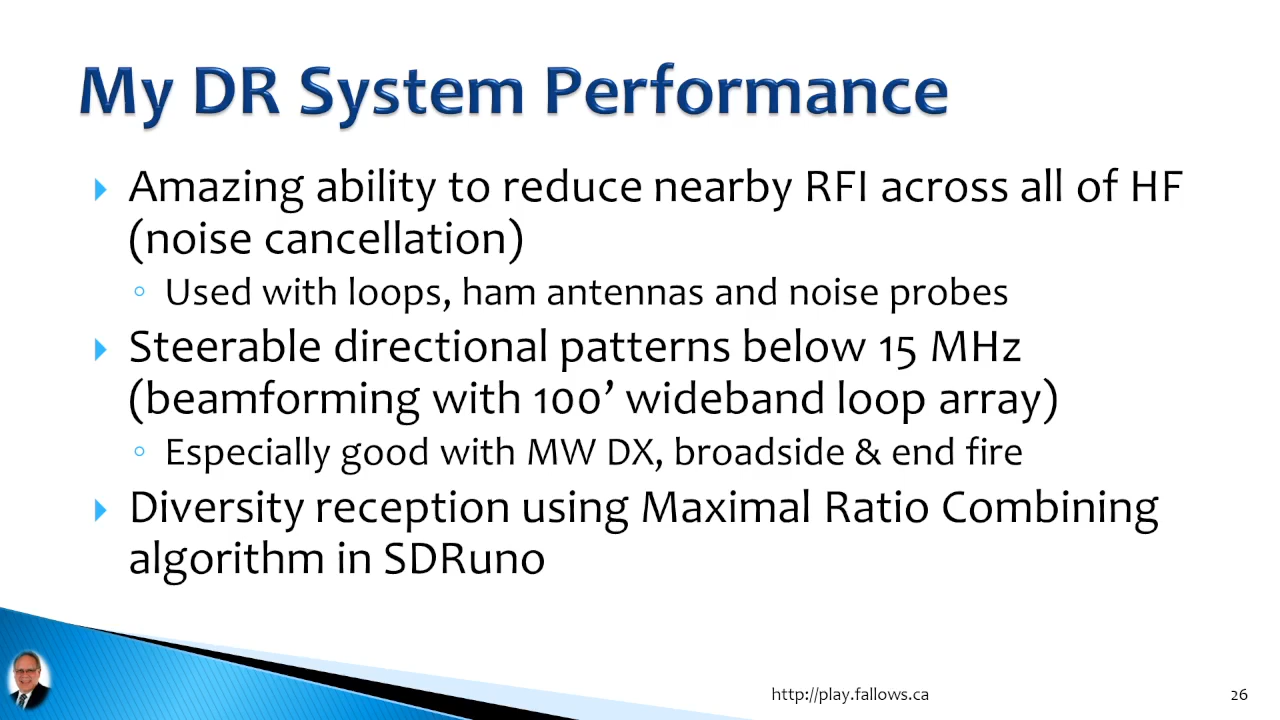 My DR System Performance
Amazing ability to reduce nearby RFI across all of HF
(noise cancellation)
Used with loops, ham antennas and noise probes
Steerable directional patterns below 15 MHz
(beamforming with 100’ wideband loop array)
Especially good with MW DX, broadside & end fire
Diversity reception using Maximal Ratio Combining
algorithm in SDRuno
http://play.fallows.ca
26